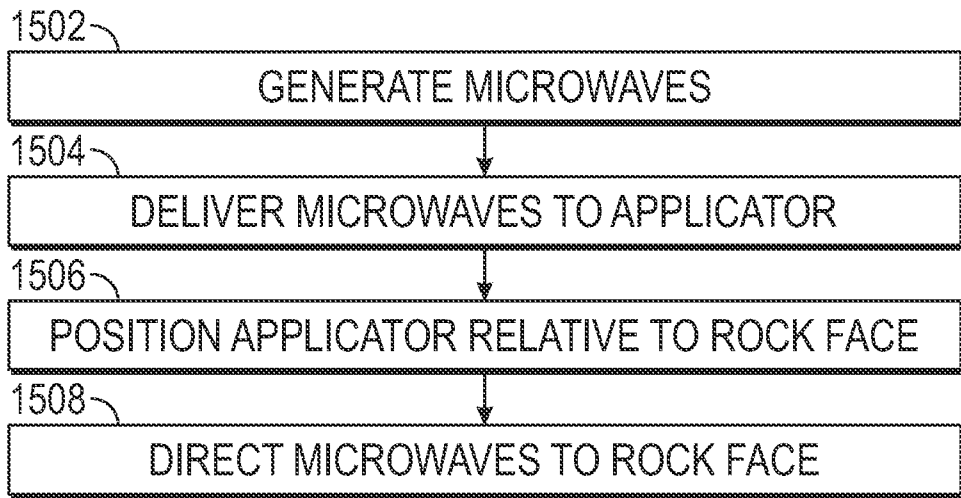 1502
GENERATE MICROWAVES
1504
DELIVER MICROWAVES TO APPLICATOR
1506
POSITION APPLICATOR RELATIVE TO ROCK FACE
1508
DIRECT MICROWAVES TO ROCK FACE